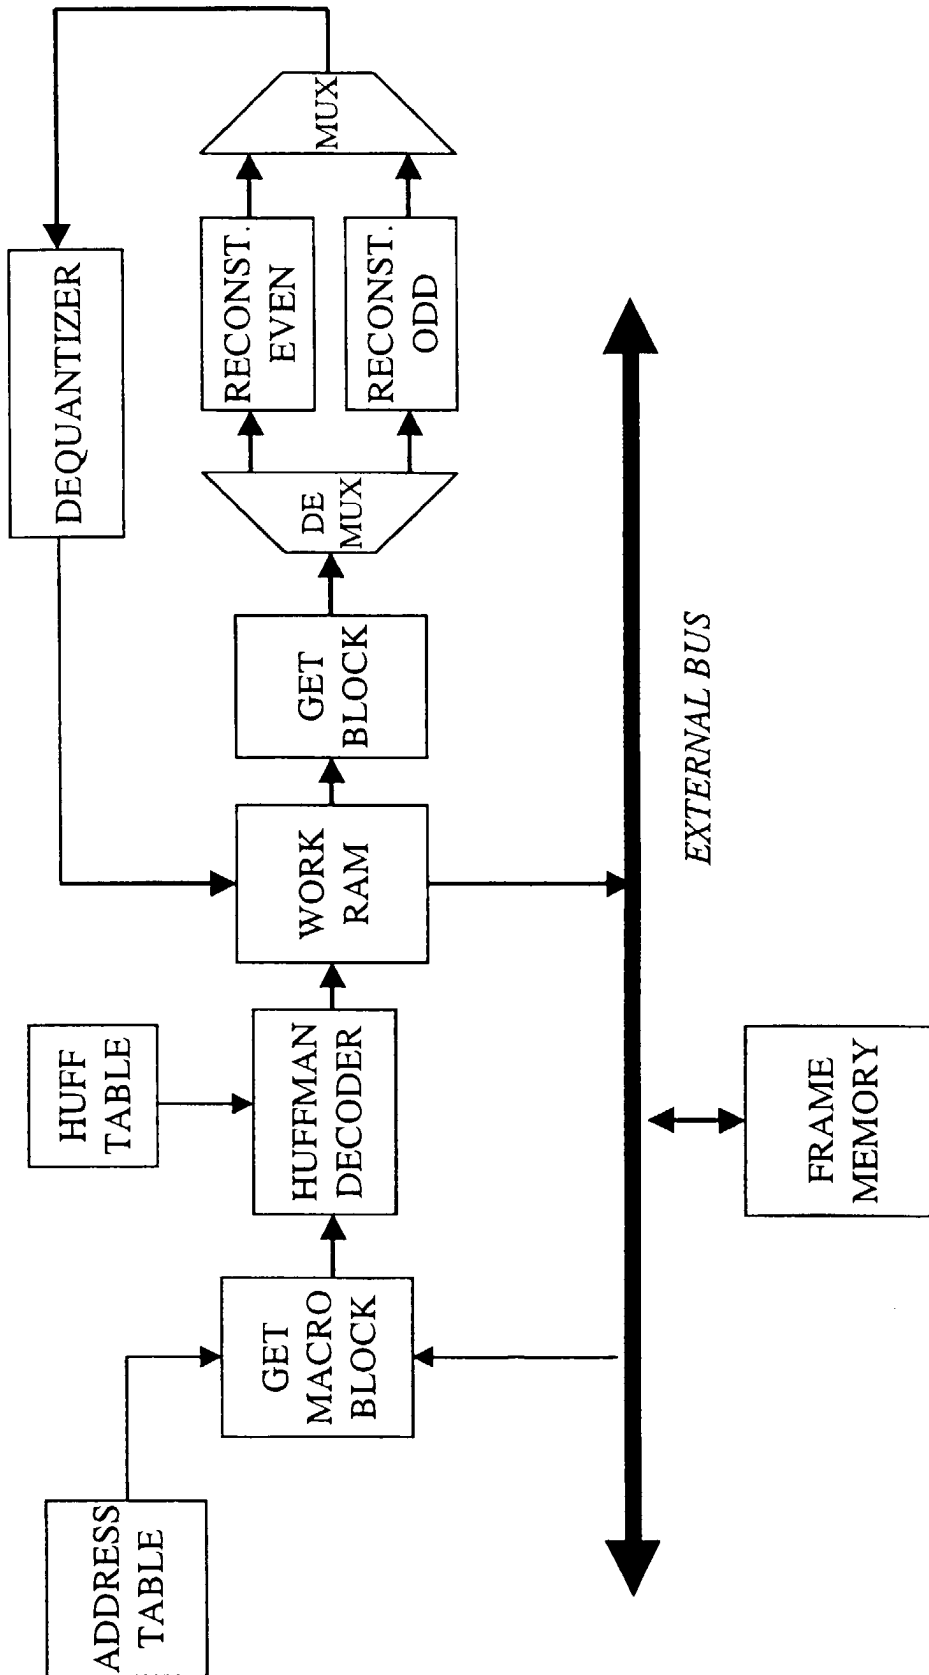 ADDRESS
TABLE
GET
MACRO
BLOCK
HUFF
TABLE
HUFFMAN
DECODER
WORK
RAM
GET
BLOCK
DE
MUX
DEQUANTIZER
RECONST.
EVEN
RECONST.
ODD
MUX
EXTERNAL BUS
FRAME
MEMORY